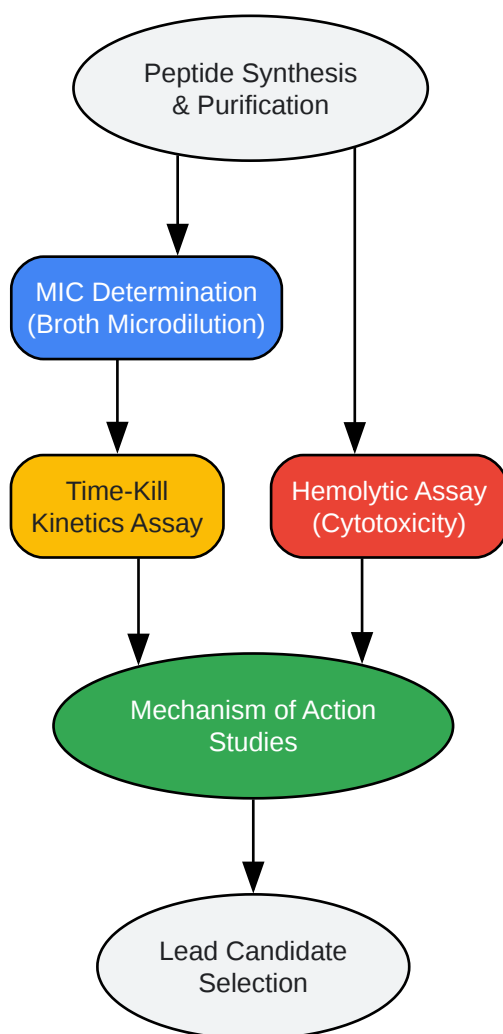 Peptide Synthesis
& Purification
MIC Determination
(Broth Microdilution)
Time-Kill
Kinetics Assay
Hemolytic Assay
(Cytotoxicity)
Mechanism of Action
Studies
Lead Candidate
Selection